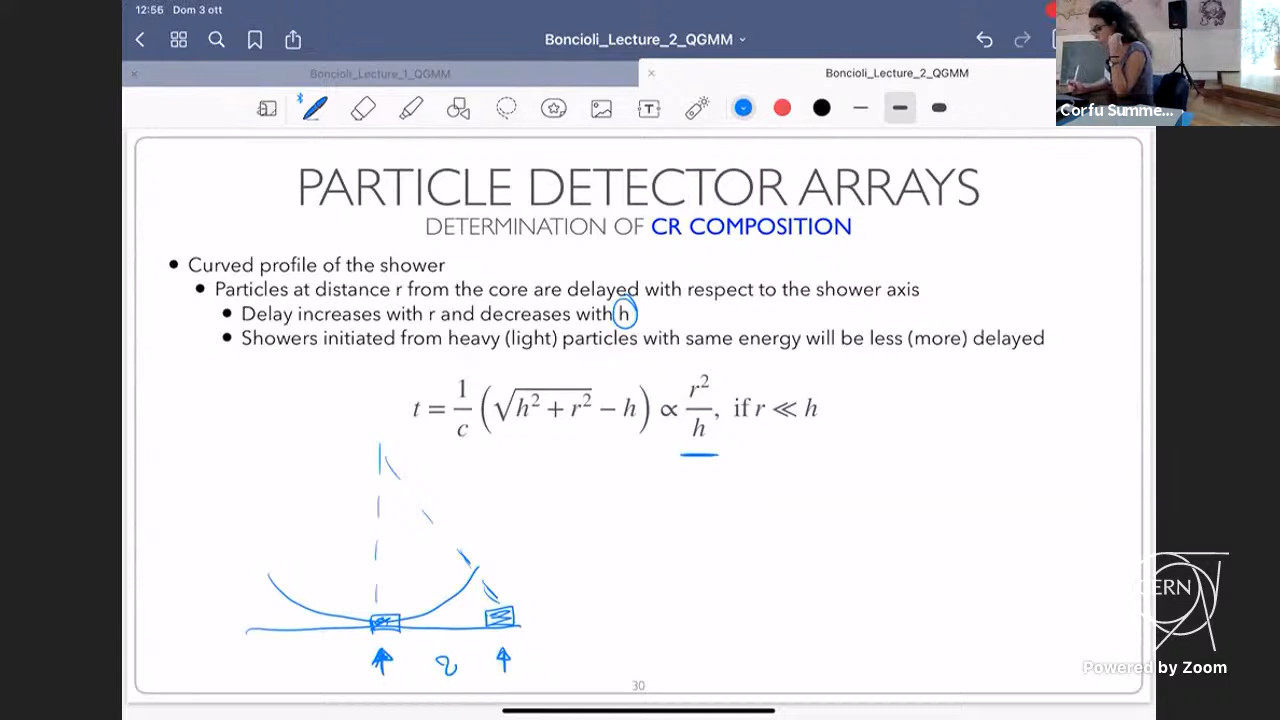 12:56 Dom 3 ott
Boncioli_Lecture_2_QGMM
Boncioli_Lecture_1_QGMM
Boncioli_Lecture_2_QGMM
Corfu Summe...
PARTICLE DETECTOR ARRAYS
DETERMINATION OF CR COMPOSITION
• Curved profile of the shower
• Particles at distance r from the core are delayed with respect to the shower axis
• Delay increases with r and decreases with h
• Showers initiated from heavy (light) particles with same energy will be less (more) delayed
t = 1/c (√(h² + r²) − h) ∝ r²/h, if r ≪ h
r
30
CERN
Powered by Zoom